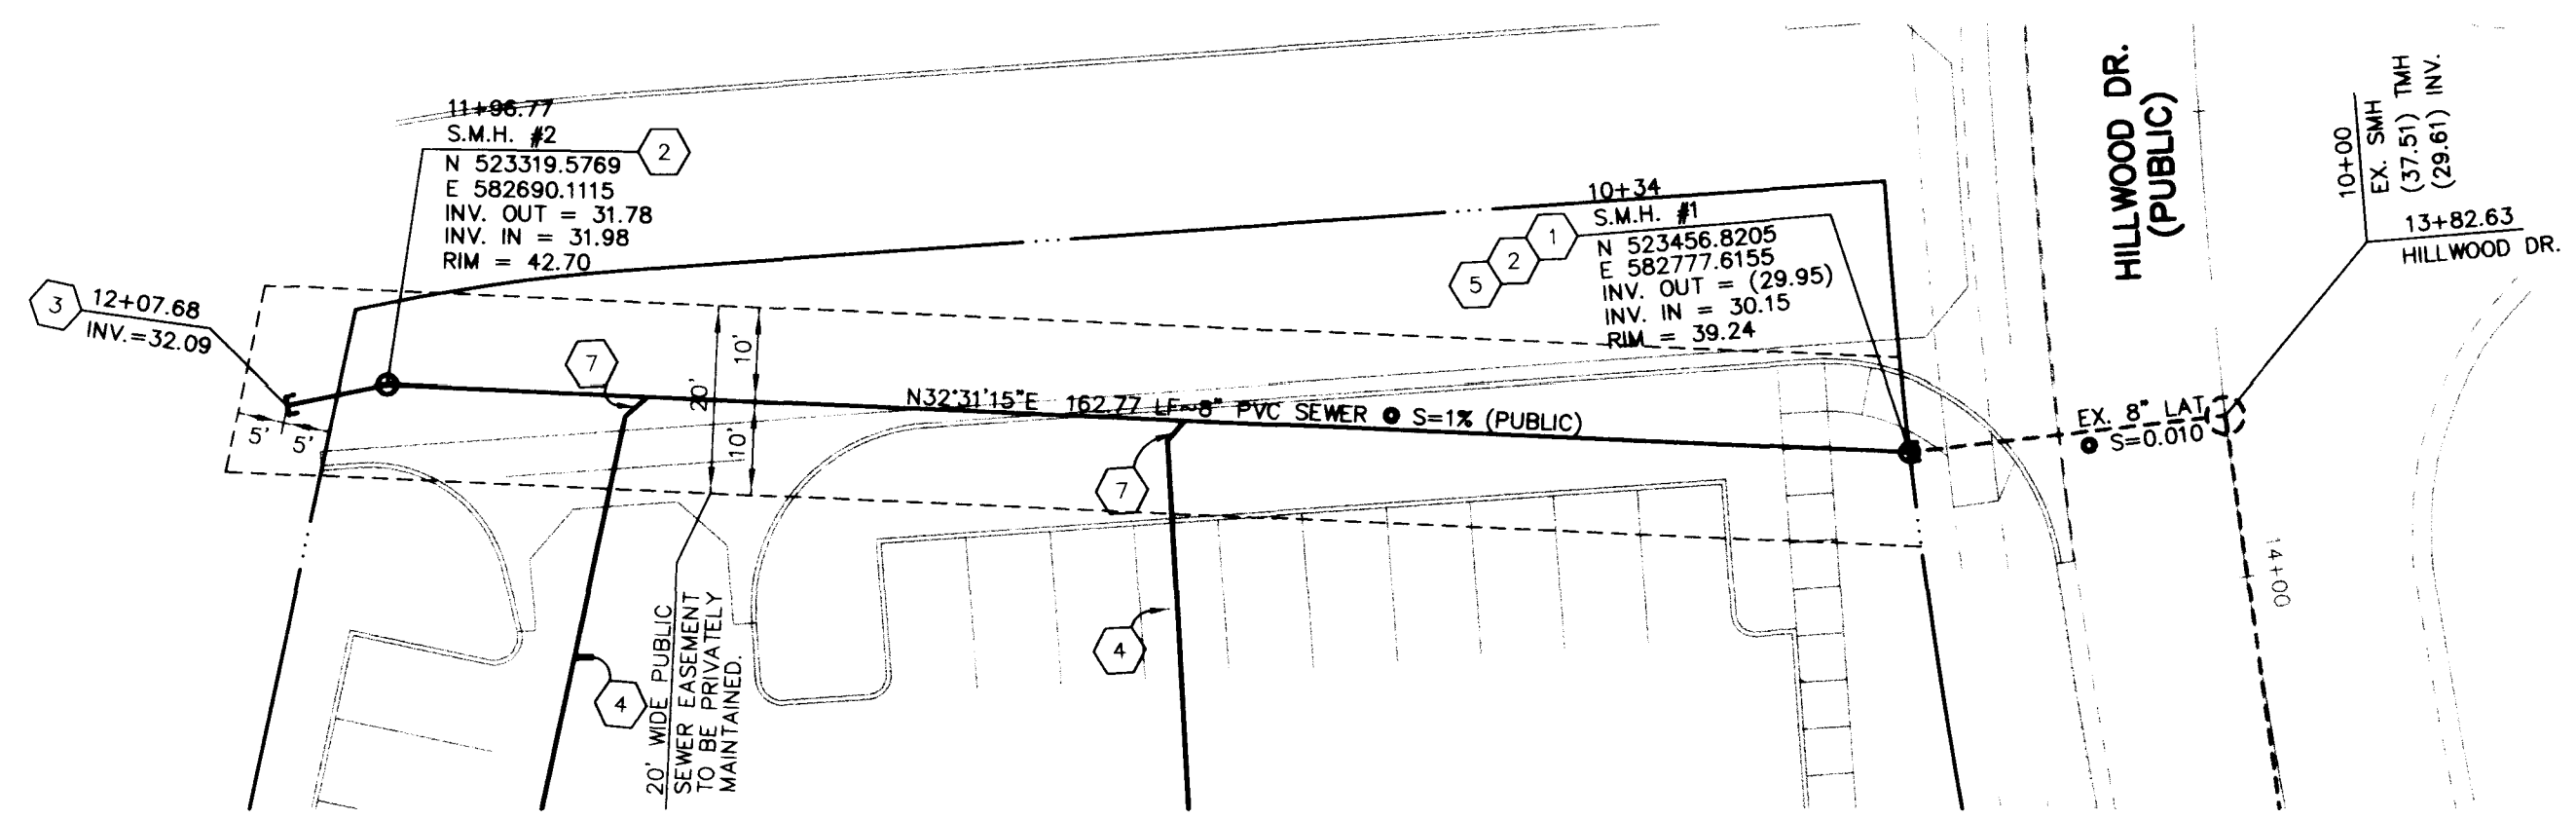 11+96.77
S.M.H. #2
2
N 523319.5769
E 582690.1115
INV. OUT = 31.78
INV. IN = 31.98
RIM = 42.70
3
12+07.68
INV.=32.09
5'
5'
7
20'
10'
10'
10+34
S.M.H. #1
1
2
5
N 523456.8205
E 582777.6155
INV. OUT = (29.95)
INV. IN = 30.15
RIM = 39.24
N32°31'15"E 162.77 LF~8" PVC SEWER @ S=1% (PUBLIC)
7
4
4
20' WIDE PUBLIC
SEWER EASEMENT
TO BE PRIVATELY
MAINTAINED.
HILLWOOD DR.
(PUBLIC)
EX. 8" LAT
@ S=0.010
10+00
EX. SMH
(37.51) TMH
(29.61) INV.
13+82.63
HILLWOOD DR.
14+00